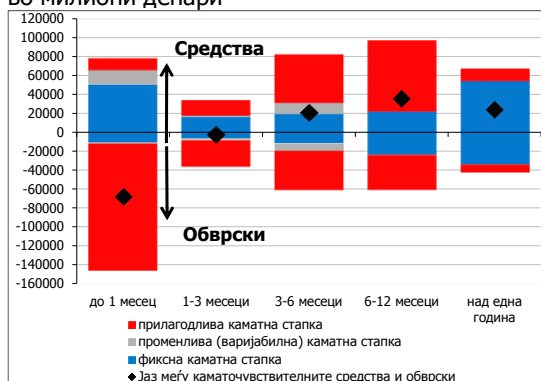 во милиони денари
120000
100000
80000
60000
40000
20000
0
-20000
-40000
-60000
-80000
-100000
-120000
-140000
-160000
Средства
Обврски
до 1 месец 1-3 месеци 3-6 месеци 6-12 месеци над една година
прилагодлива каматна стапка
променлива (варијабилна) каматна стапка
фиксна каматна стапка
Јаз меѓу каматочувствителните средства и обврски